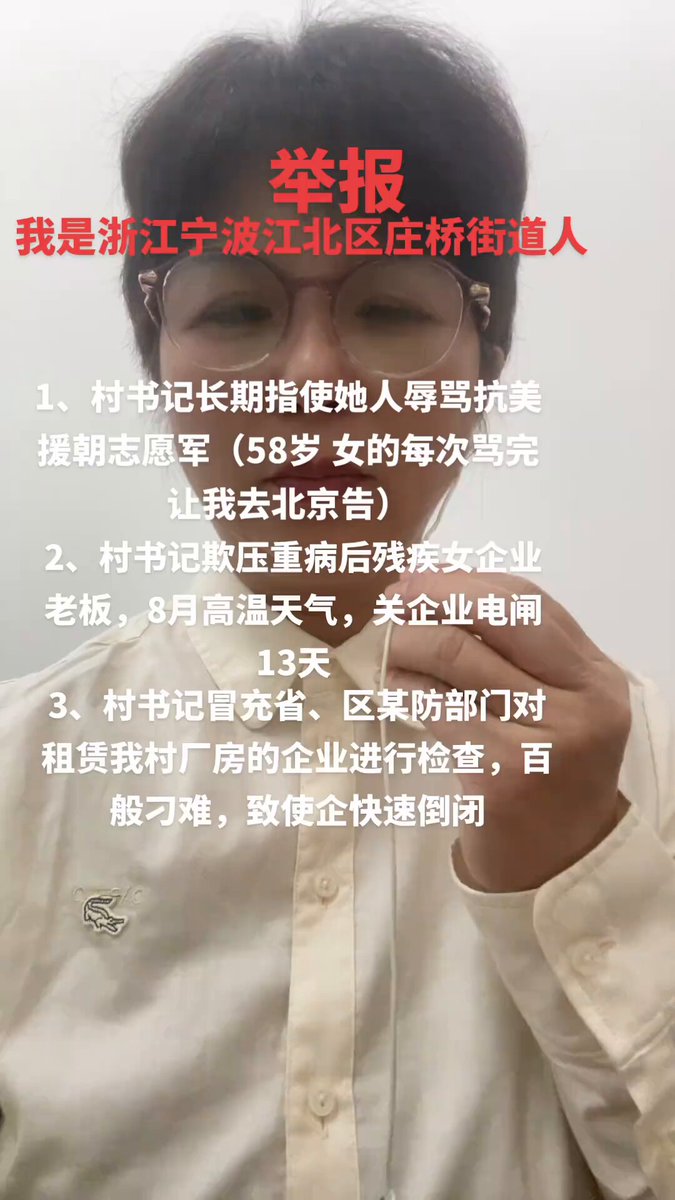 举报
我是浙江宁波江北区庄桥街道人
1、村书记长期指使她人辱骂抗美
援朝志愿军（58岁 女的每次骂完
让我去北京告）
2、村书记欺压重病后残疾女企业
老板，8月高温天气，关企业电闸
13天
3、村书记冒充省、区某防部门对
租赁我村厂房的企业进行检查，百
般刁难，致使企快速倒闭